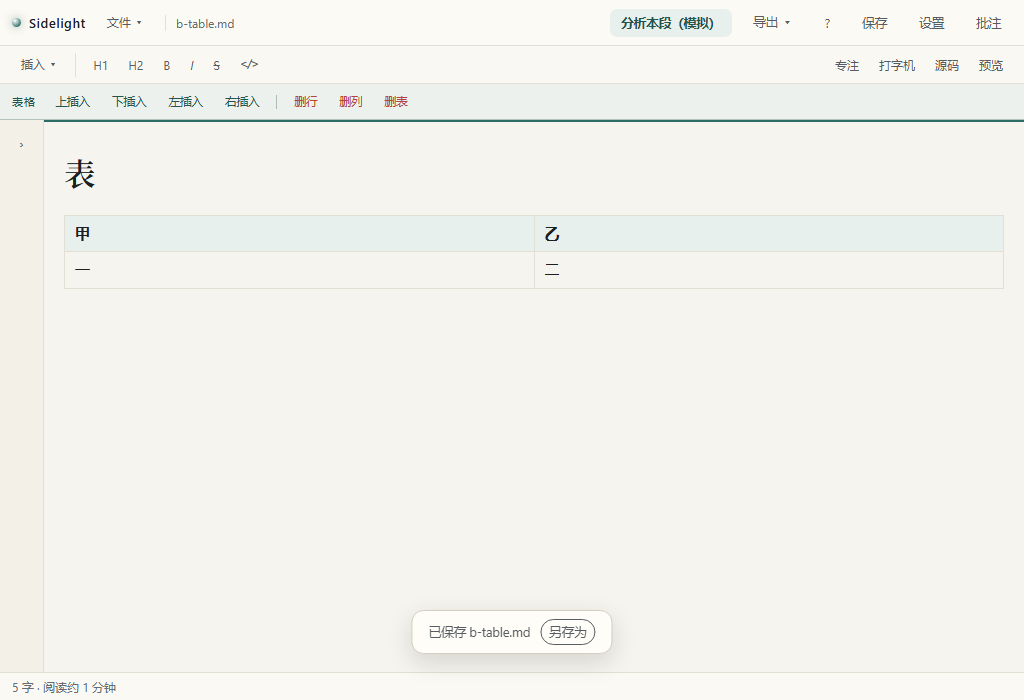 Sidelight 文件 b-table.md 分析本段（模拟） 导出 ? 保存 设置 批注
插入 H1 H2 B I S </> 专注 打字机 源码 预览
表格 上插入 下插入 左插入 右插入 删行 删列 删表
表
甲 乙
一 二
已保存 b-table.md 另存为
5 字 · 阅读约 1 分钟